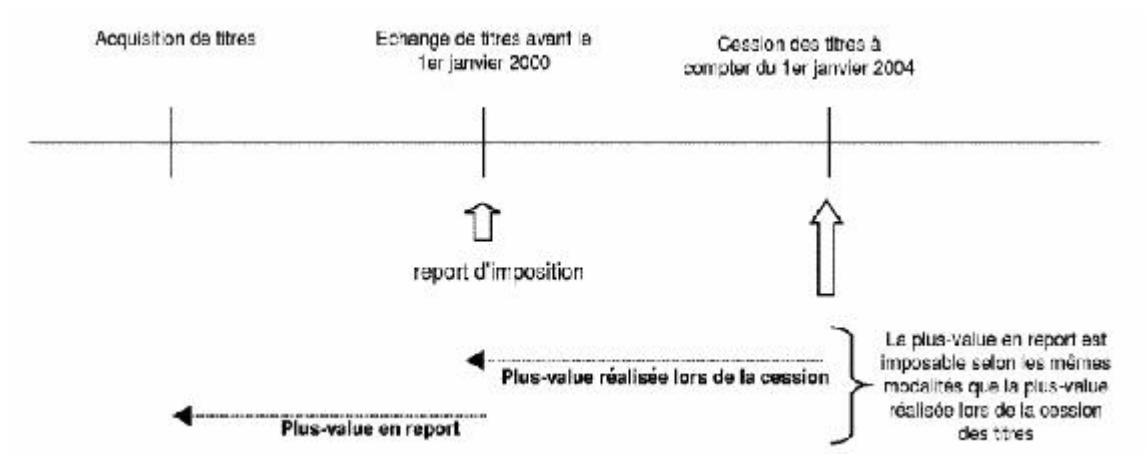 Acquisition de titres
Echange de titres avant le
1er janvier 2000
Cession des titres à
compter du 1er janvier 2004
report d'imposition
Plus-value réalisée lors de la cession
Plus-value en report
La plus-value en report est
imposable selon les mêmes
modalités que la plus-value
réalisée lors de la cession
des titres